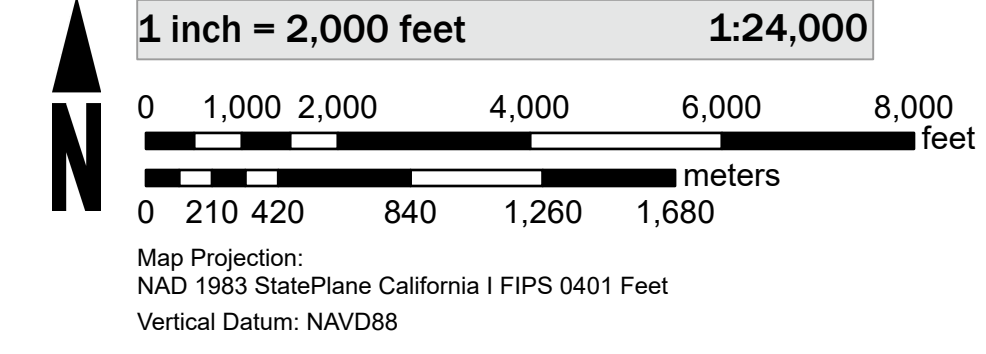 1 inch = 2,000 feet 1:24,000
N
0 1,000 2,000 4,000 6,000 8,000
feet
meters
0 210 420 840 1,260 1,680
Map Projection:
NAD 1983 StatePlane California I FIPS 0401 Feet
Vertical Datum: NAVD88